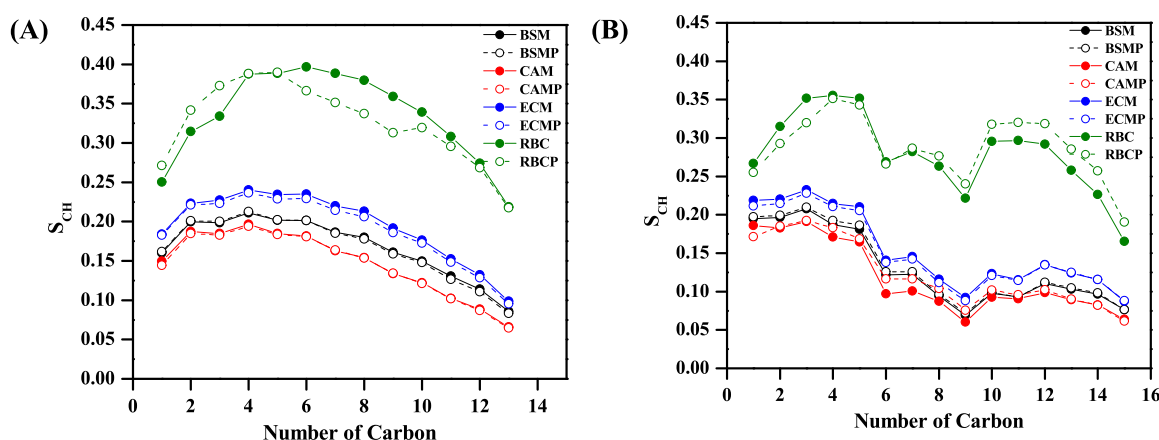 (A)
0.45
0.40
0.35
0.30
0.25
0.20
0.15
0.10
0.05
0.00
S_CH
0 2 4 6 8 10 12 14
Number of Carbon
BSM
BSMP
CAM
CAMP
ECM
ECMP
RBC
RBCP
(B)
0.45
0.40
0.35
0.30
0.25
0.20
0.15
0.10
0.05
0.00
S_CH
0 2 4 6 8 10 12 14 16
Number of Carbon
BSM
BSMP
CAM
CAMP
ECM
ECMP
RBC
RBCP